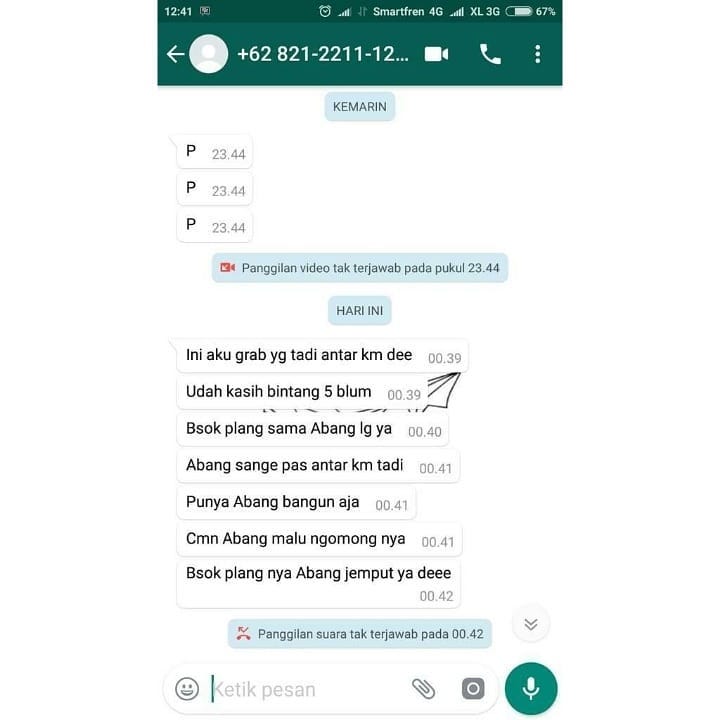 12:41 Smartfren 4G XL 3G 67%
+62 821-2211-12...
KEMARIN
P 23.44
P 23.44
P 23.44
Panggilan video tak terjawab pada pukul 23.44
HARI INI
Ini aku grab yg tadi antar km dee 00.39
Udah kasih bintang 5 blum 00.39
Bsok plang sama Abang lg ya 00.40
Abang sange pas antar km tadi 00.41
Punya Abang bangun aja 00.41
Cmn Abang malu ngomong nya 00.41
Bsok plang nya Abang jemput ya deee
00.42
Panggilan suara tak terjawab pada 00.42
Ketik pesan